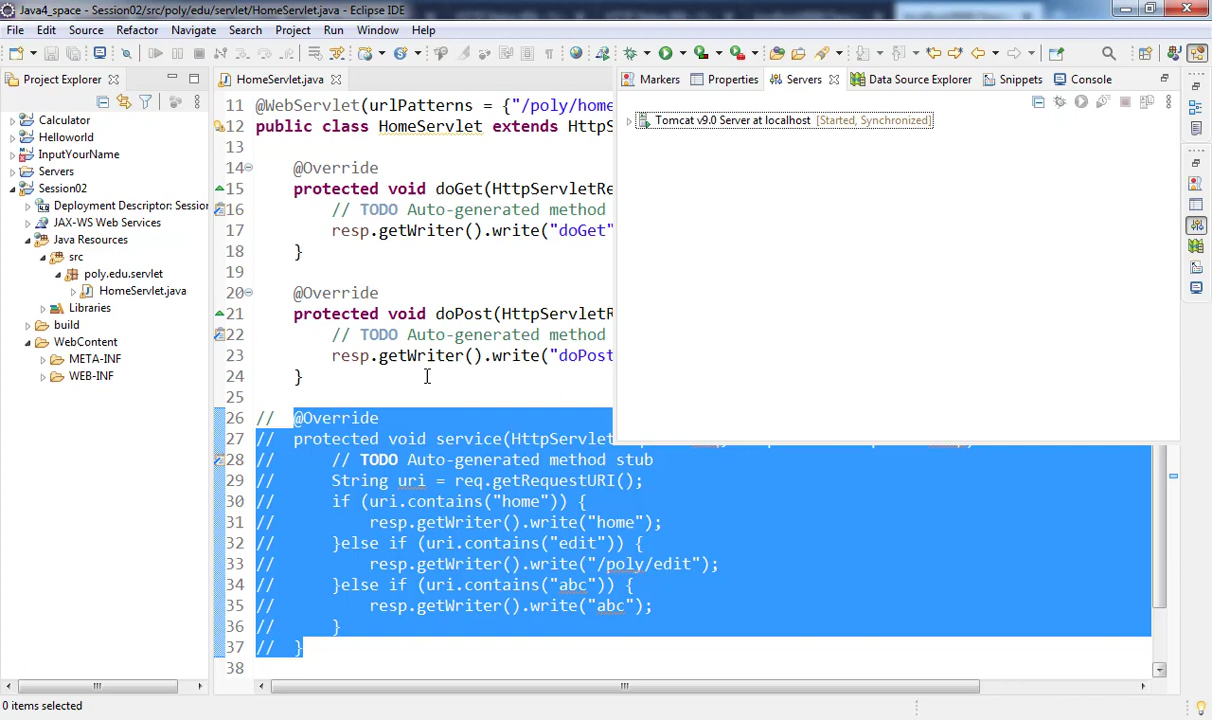 Java4_space - Session02/src/poly/edu/servlet/HomeServlet.java - Eclipse IDE
File Edit Source Refactor Navigate Search Project Run Window Help
Project Explorer
HomeServlet.java
Markers Properties Servers Data Source Explorer Snippets Console
Calculator
Helloworld
InputYourName
Servers
Session02
Deployment Descriptor: Session
JAX-WS Web Services
Java Resources
src
poly.edu.servlet
HomeServlet.java
Libraries
build
WebContent
META-INF
WEB-INF
11 @WebServlet(urlPatterns = {"/poly/home
12 public class HomeServlet extends HttpS
13
14 @Override
15 protected void doGet(HttpServletRe
16 // TODO Auto-generated method
17 resp.getWriter().write("doGet"
18 }
19
20 @Override
21 protected void doPost(HttpServletR
22 // TODO Auto-generated method
23 resp.getWriter().write("doPost
24 }
25
26 // @Override
27 // protected void service(HttpServlet
28 // // TODO Auto-generated method stub
29 // String uri = req.getRequestURI();
30 // if (uri.contains("home")) {
31 // resp.getWriter().write("home");
32 // }else if (uri.contains("edit")) {
33 // resp.getWriter().write("/poly/edit");
34 // }else if (uri.contains("abc")) {
35 // resp.getWriter().write("abc");
36 // }
37 // }
38
Tomcat v9.0 Server at localhost [Started, Synchronized]
0 items selected